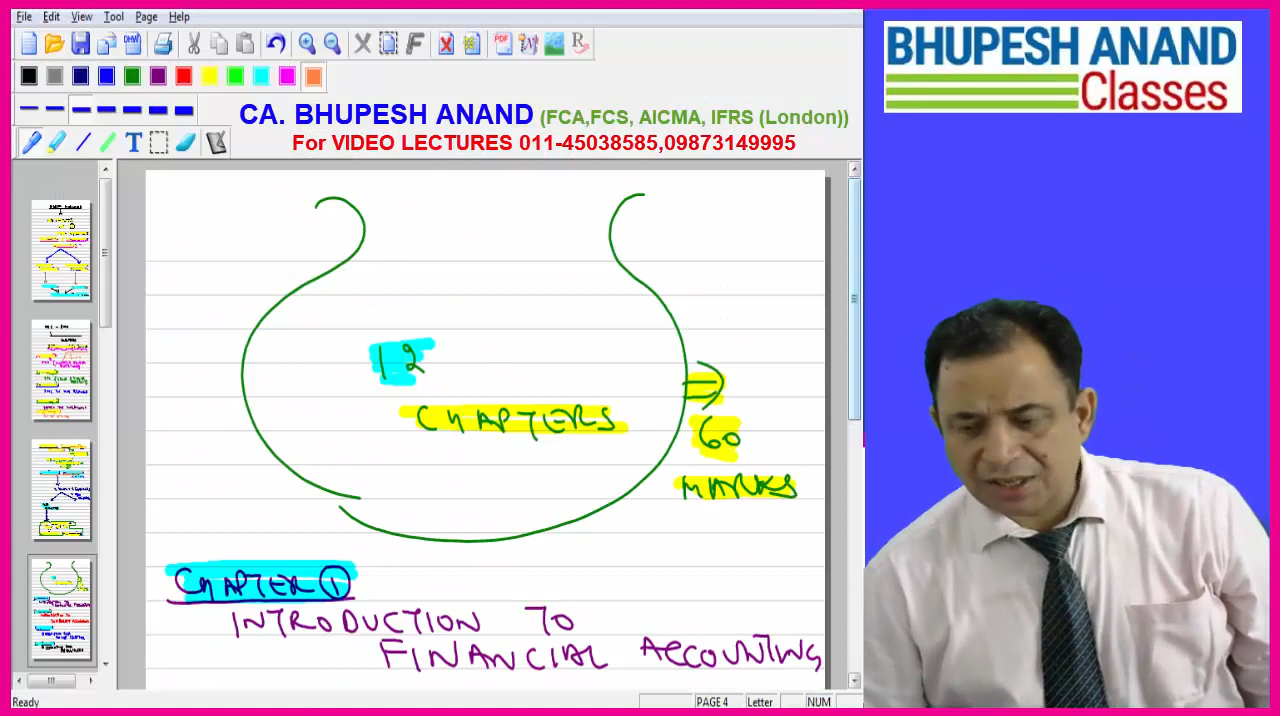 File Edit View Tool Page Help
BHUPESH ANAND
Classes
CA. BHUPESH ANAND (FCA,FCS, AICMA, IFRS (London))
For VIDEO LECTURES 011-45038585,09873149995
12
CHAPTERS
60
MARKS
CHAPTER 1
INTRODUCTION TO
FINANCIAL ACCOUNTING
Ready
PAGE 4 Letter NUM